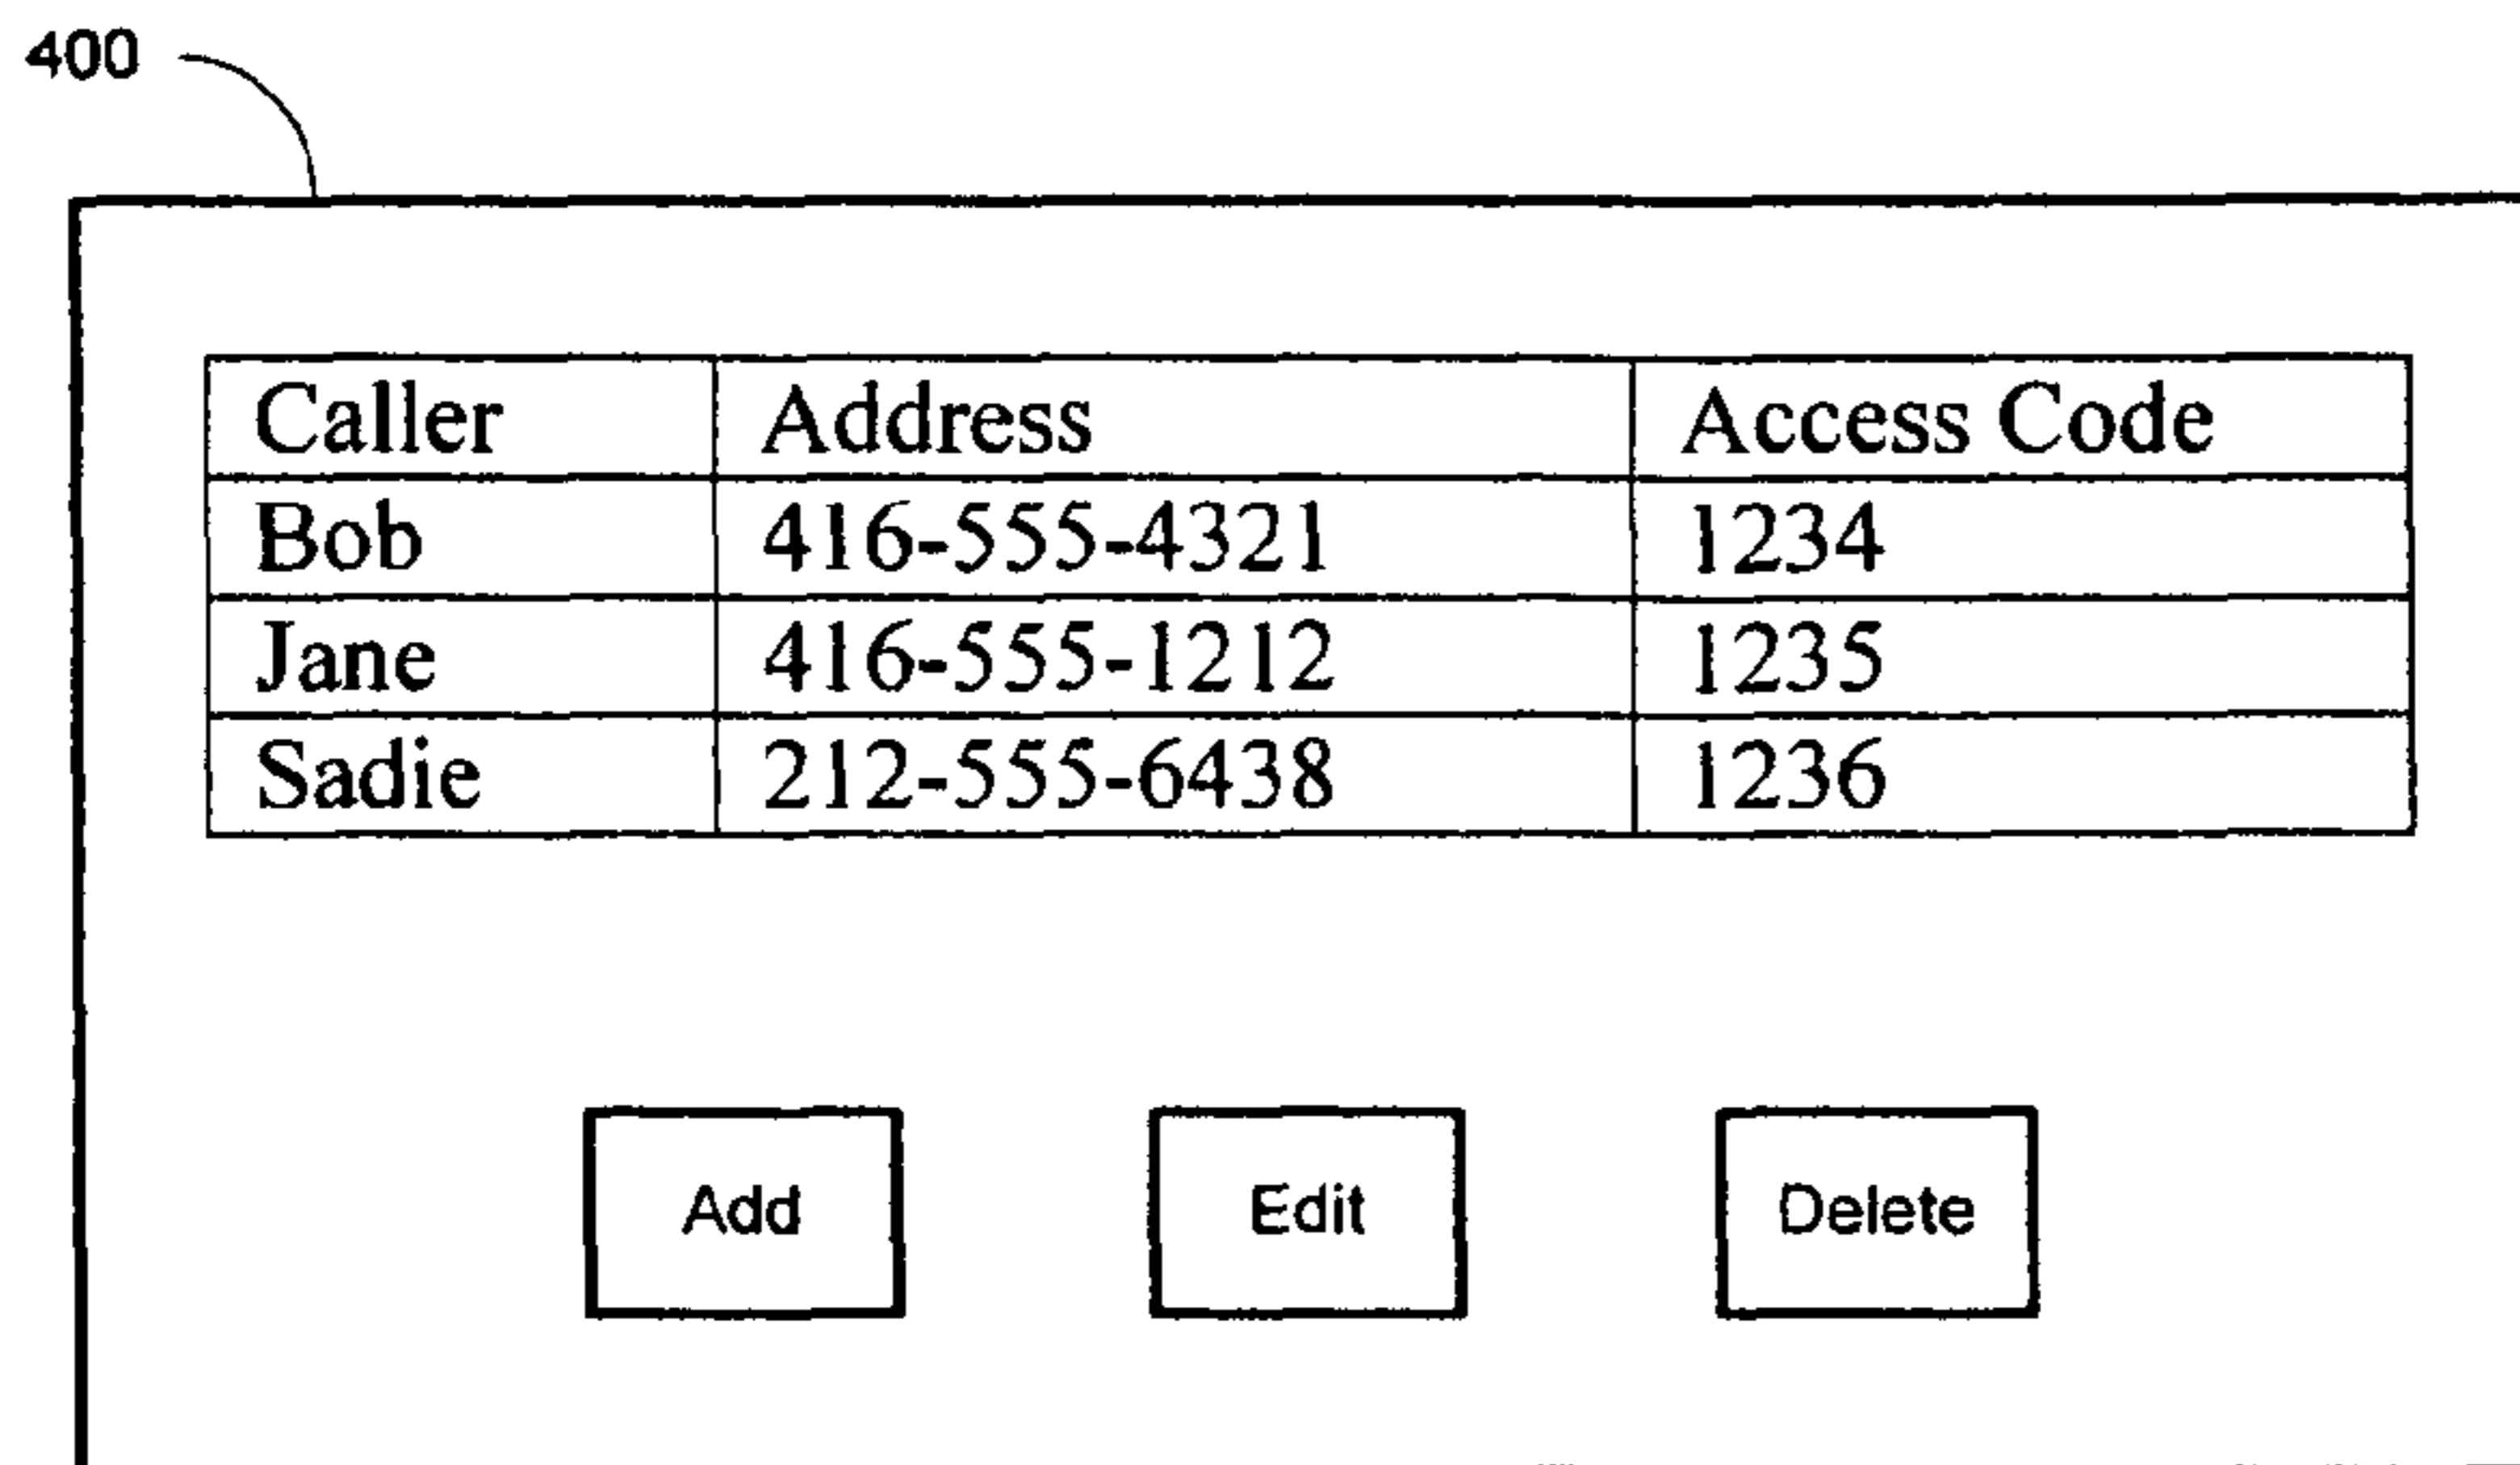 400
Caller Address Access Code
Bob 416-555-4321 1234
Jane 416-555-1212 1235
Sadie 212-555-6438 1236
Add Edit Delete